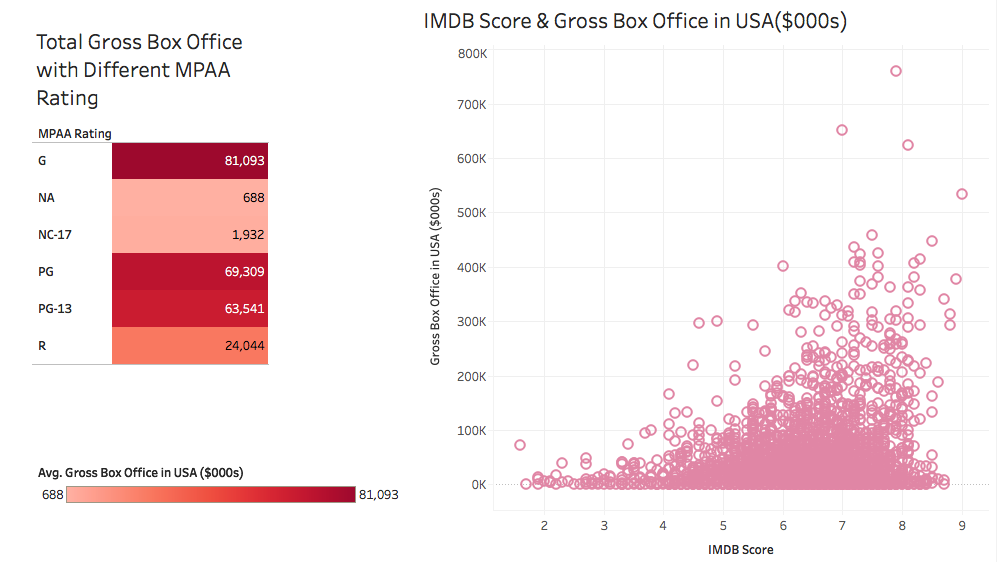 Total Gross Box Office
with Different MPAA
Rating
MPAA Rating
G 81,093
NA 688
NC-17 1,932
PG 69,309
PG-13 63,541
R 24,044
Avg. Gross Box Office in USA ($000s)
688 81,093
IMDB Score & Gross Box Office in USA($000s)
Gross Box Office in USA ($000s)
800K
700K
600K
500K
400K
300K
200K
100K
0K
2 3 4 5 6 7 8 9
IMDB Score